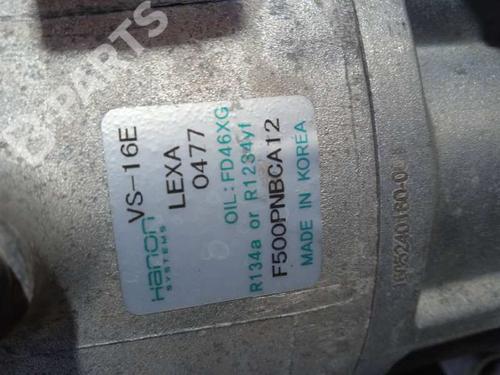 B-PARTS
Hanon
SYSTEMS
VS-16E
LEXA
0477
OIL: FD46XG
R134a or R1234yf
F500PNBCA12
MADE IN KOREA